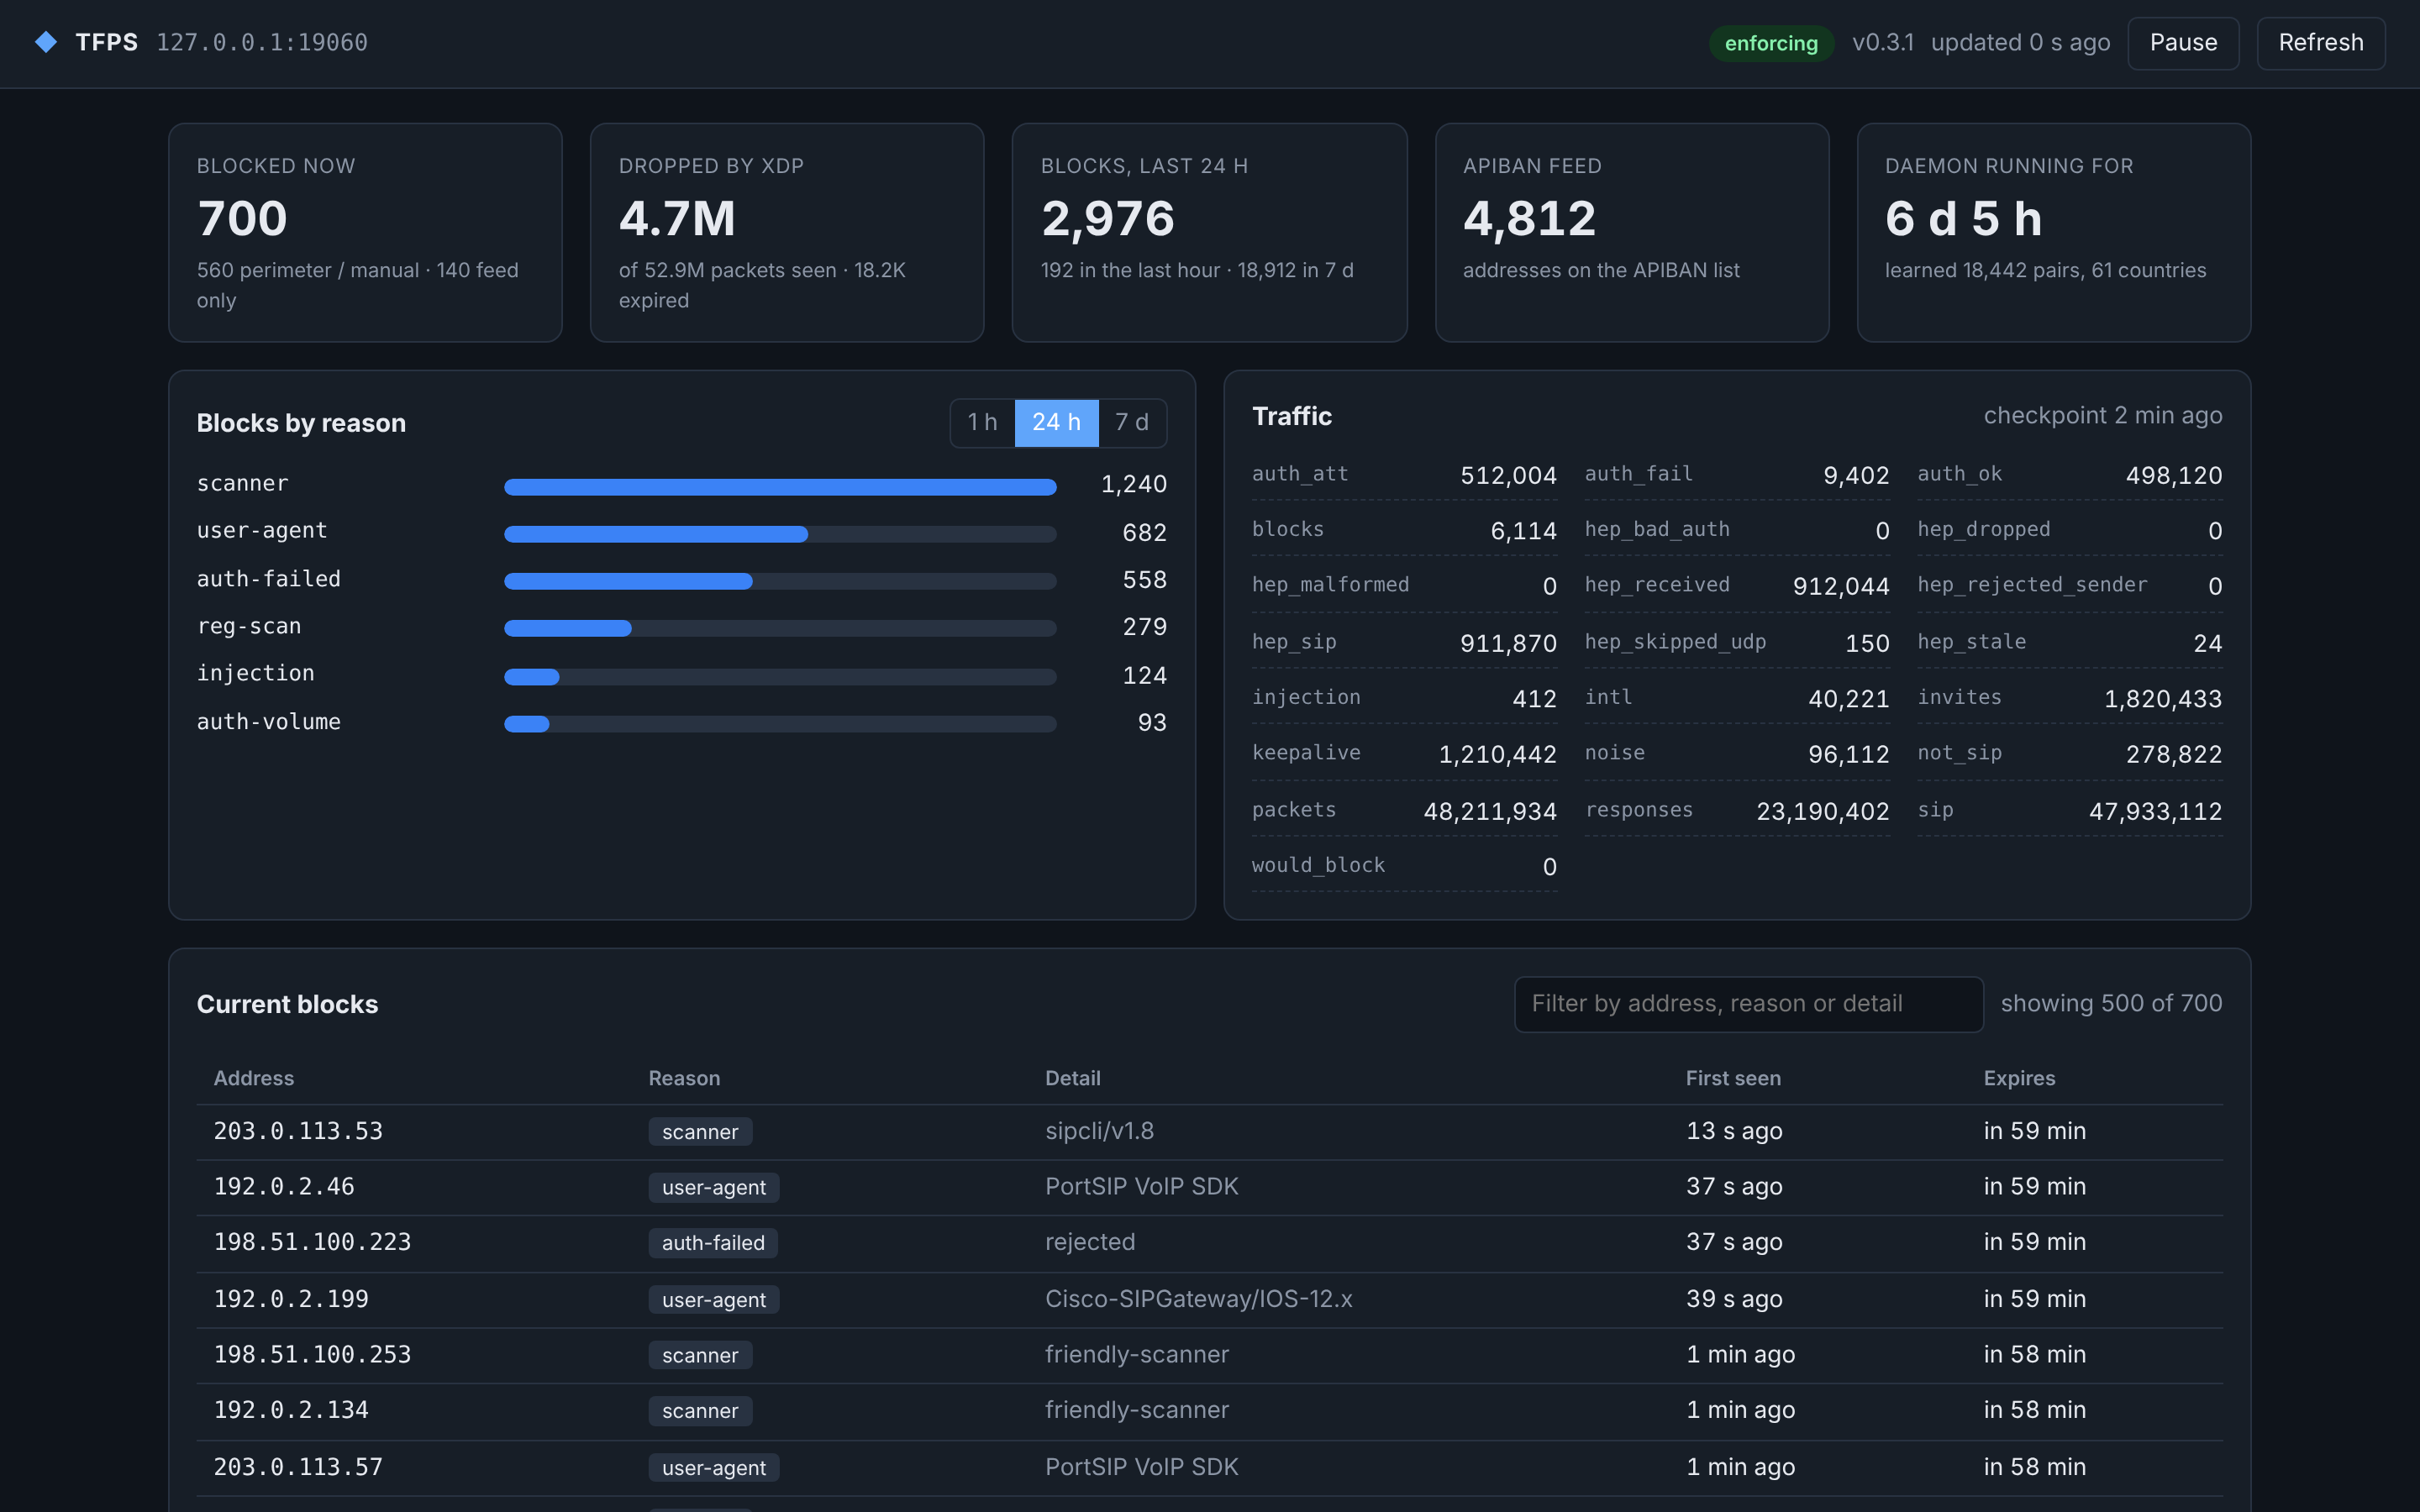 TFPS 127.0.0.1:19060 enforcing v0.3.1 updated 0 s ago Pause Refresh
BLOCKED NOW
700
560 perimeter / manual · 140 feed
only
DROPPED BY XDP
4.7M
of 52.9M packets seen · 18.2K
expired
BLOCKS, LAST 24 H
2,976
192 in the last hour · 18,912 in 7 d
APIBAN FEED
4,812
addresses on the APIBAN list
DAEMON RUNNING FOR
6 d 5 h
learned 18,442 pairs, 61 countries
Blocks by reason 1 h 24 h 7 d
scanner 1,240
user-agent 682
auth-failed 558
reg-scan 279
injection 124
auth-volume 93
Traffic checkpoint 2 min ago
auth_att 512,004 auth_fail 9,402 auth_ok 498,120
blocks 6,114 hep_bad_auth 0 hep_dropped 0
hep_malformed 0 hep_received 912,044 hep_rejected_sender 0
hep_sip 911,870 hep_skipped_udp 150 hep_stale 24
injection 412 intl 40,221 invites 1,820,433
keepalive 1,210,442 noise 96,112 not_sip 278,822
packets 48,211,934 responses 23,190,402 sip 47,933,112
would_block 0
Current blocks Filter by address, reason or detail showing 500 of 700
Address Reason Detail First seen Expires
203.0.113.53 scanner sipcli/v1.8 13 s ago in 59 min
192.0.2.46 user-agent PortSIP VoIP SDK 37 s ago in 59 min
198.51.100.223 auth-failed rejected 37 s ago in 59 min
192.0.2.199 user-agent Cisco-SIPGateway/IOS-12.x 39 s ago in 59 min
198.51.100.253 scanner friendly-scanner 1 min ago in 58 min
192.0.2.134 scanner friendly-scanner 1 min ago in 58 min
203.0.113.57 user-agent PortSIP VoIP SDK 1 min ago in 58 min